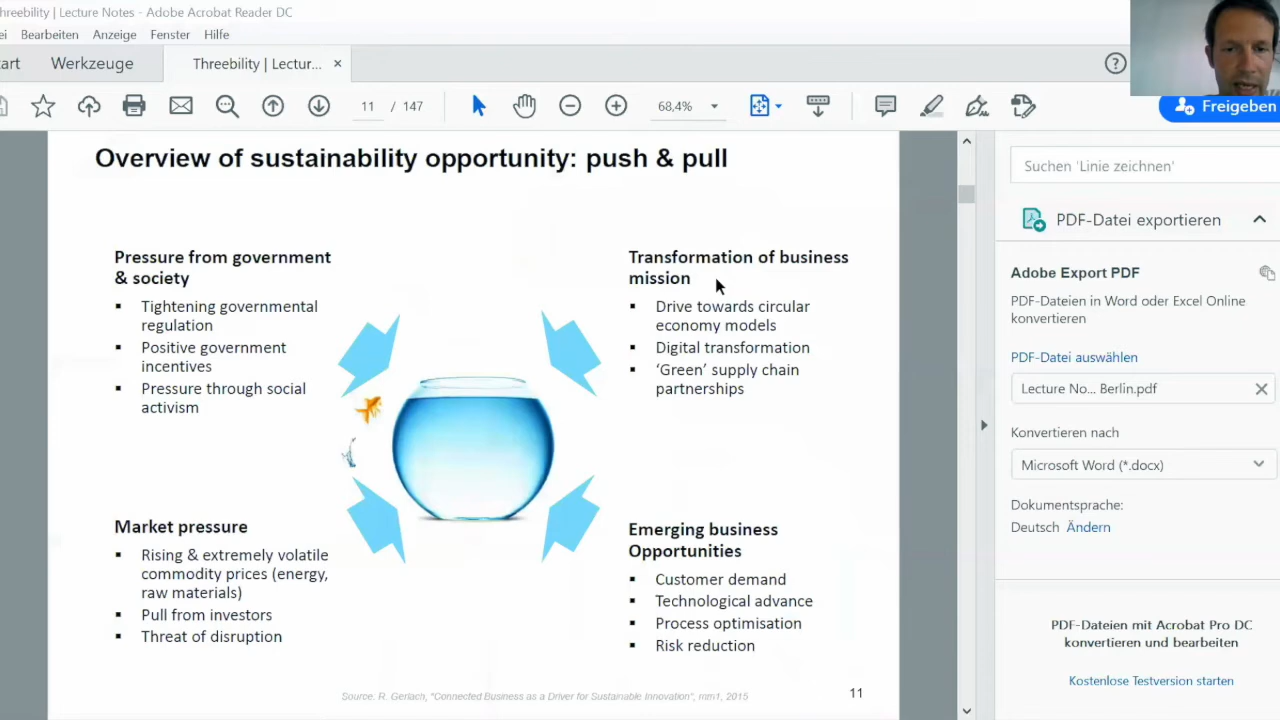 hreebility | Lecture Notes - Adobe Acrobat Reader DC
ei Bearbeiten Anzeige Fenster Hilfe
art Werkzeuge Threebility | Lectur... ×
11 / 147 68,4% Freigeben
Overview of sustainability opportunity: push & pull
Pressure from government
& society
▪ Tightening governmental
regulation
▪ Positive government
incentives
▪ Pressure through social
activism
Transformation of business
mission
▪ Drive towards circular
economy models
▪ Digital transformation
▪ ‘Green’ supply chain
partnerships
Market pressure
▪ Rising & extremely volatile
commodity prices (energy,
raw materials)
▪ Pull from investors
▪ Threat of disruption
Emerging business
Opportunities
▪ Customer demand
▪ Technological advance
▪ Process optimisation
▪ Risk reduction
Source: R. Gerlach, "Connected Business as a Driver for Sustainable Innovation", mm1, 2015
11
Suchen 'Linie zeichnen'
PDF-Datei exportieren
Adobe Export PDF
PDF-Dateien in Word oder Excel Online
konvertieren
PDF-Datei auswählen
Lecture No... Berlin.pdf
Konvertieren nach
Microsoft Word (*.docx)
Dokumentsprache:
Deutsch Ändern
PDF-Dateien mit Acrobat Pro DC
konvertieren und bearbeiten
Kostenlose Testversion starten